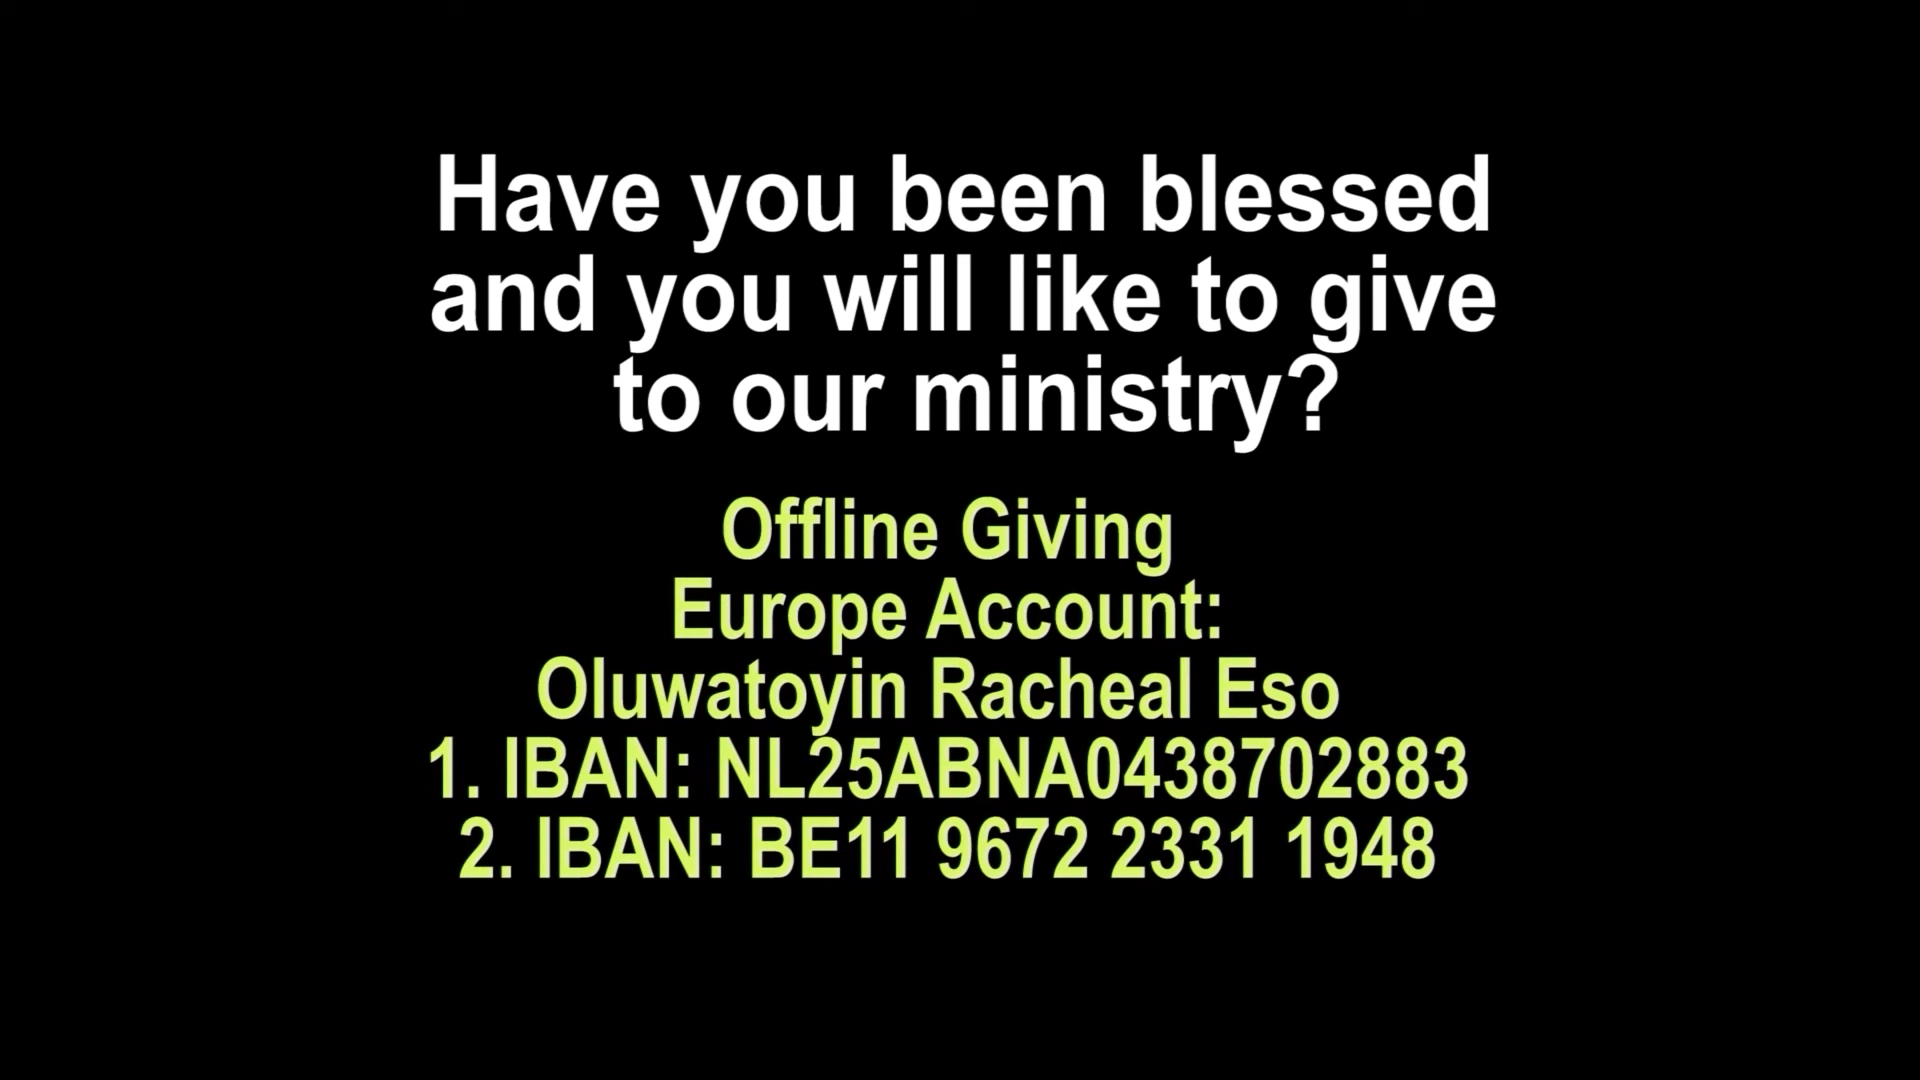 Have you been blessed
and you will like to give
to our ministry?
Offline Giving
Europe Account:
Oluwatoyin Racheal Eso
1. IBAN: NL25ABNA0438702883
2. IBAN: BE11 9672 2331 1948